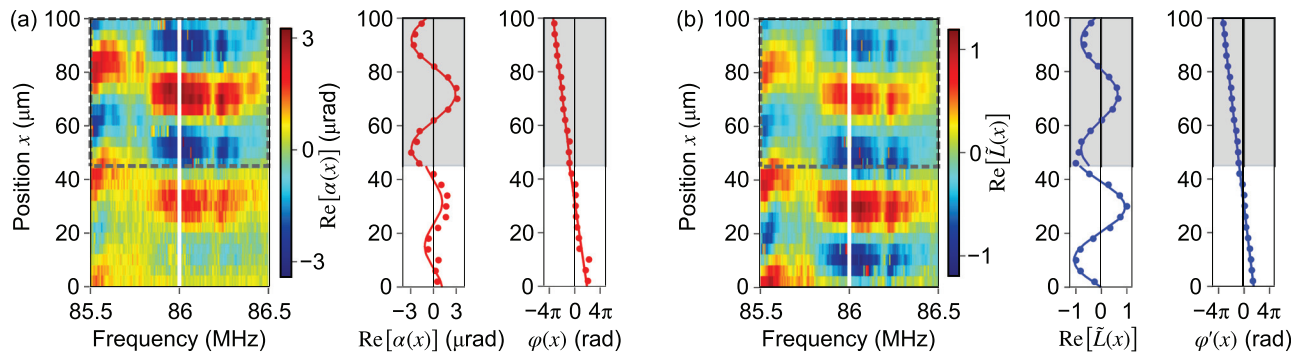 (a)
100
80
60
40
20
0
Position x (μm)
85.5 86 86.5
Frequency (MHz)
3
0
−3
Re[α(x)] (μrad)
100
80
60
40
20
0
−3 0 3
Re[α(x)] (μrad)
100
80
60
40
20
0
−4π 0 4π
φ(x) (rad)
(b)
100
80
60
40
20
0
Position x (μm)
85.5 86 86.5
Frequency (MHz)
1
0
−1
Re[L̃(x)]
100
80
60
40
20
0
−1 0 1
Re[L̃(x)]
100
80
60
40
20
0
−4π 0 4π
φ′(x) (rad)